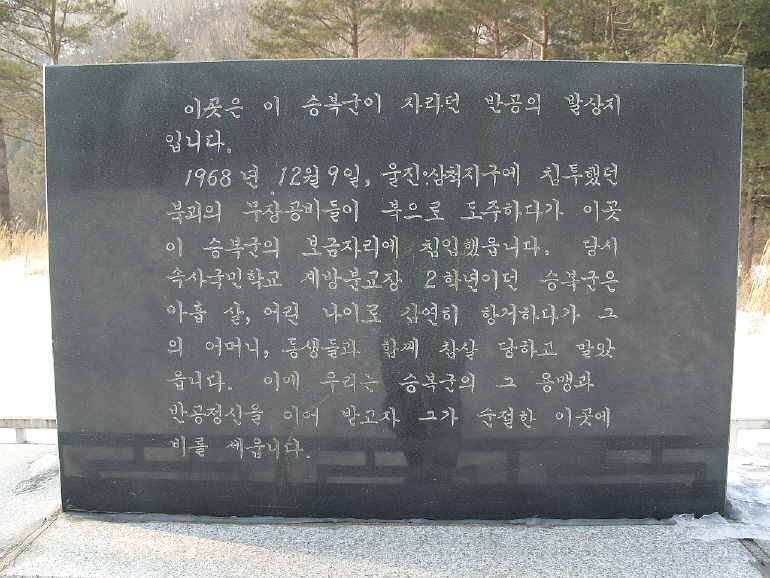 이곳은 이 승복군이 자라던 반공의 발상지
입니다.
1968년 12월 9일, 울진·삼척지구에 침투했던
북괴의 무장공비들이 북으로 도주하다가 이곳
이 승복군의 보금자리에 침입했읍니다. 당시
속사국민학교 계방분교장 2학년이던 승복군은
아홉 살, 어린 나이로 감연히 항거하다가 그
의 어머니, 동생들과 함께 참살 당하고 말았
읍니다. 이에 우리는 승복군의 그 용맹과
반공정신을 이어 받고자 그가 순절한 이곳에
비를 세웁니다.